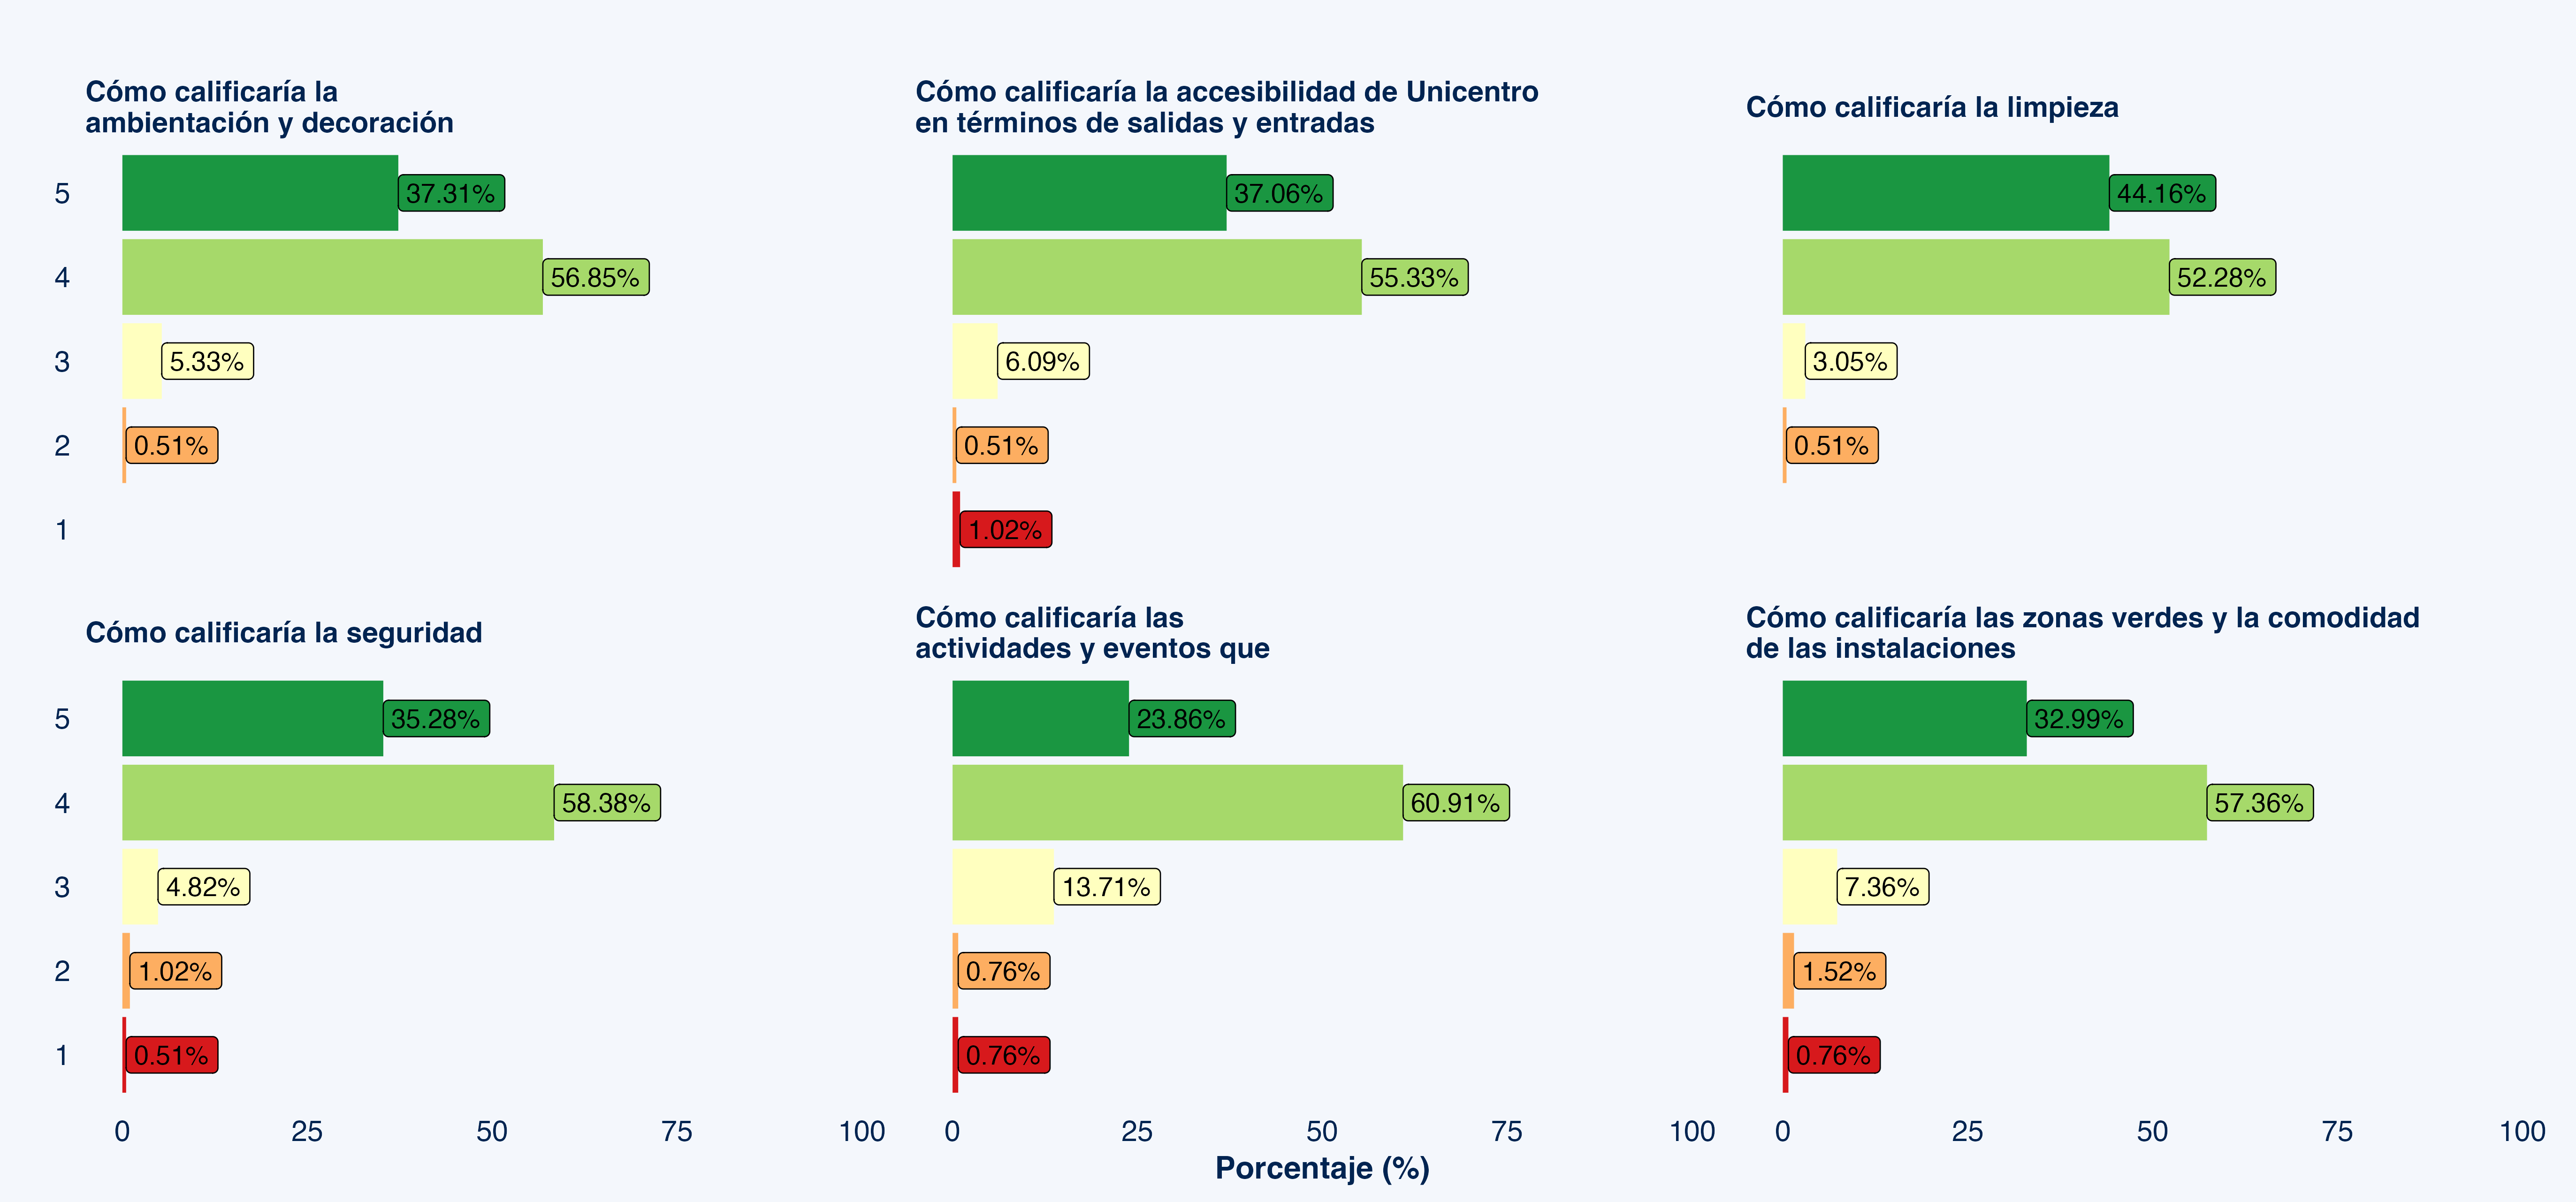 Cómo calificaría la
ambientación y decoración
5
37.31%
4
56.85%
3
5.33%
2
0.51%
1
Cómo calificaría la accesibilidad de Unicentro
en términos de salidas y entradas
37.06%
55.33%
6.09%
0.51%
1.02%
Cómo calificaría la limpieza
44.16%
52.28%
3.05%
0.51%
Cómo calificaría la seguridad
5
35.28%
4
58.38%
3
4.82%
2
1.02%
1
0.51%
0 25 50 75 100
Cómo calificaría las
actividades y eventos que
23.86%
60.91%
13.71%
0.76%
0.76%
0 25 50 75 100
Cómo calificaría las zonas verdes y la comodidad
de las instalaciones
32.99%
57.36%
7.36%
1.52%
0.76%
0 25 50 75 100
Porcentaje (%)